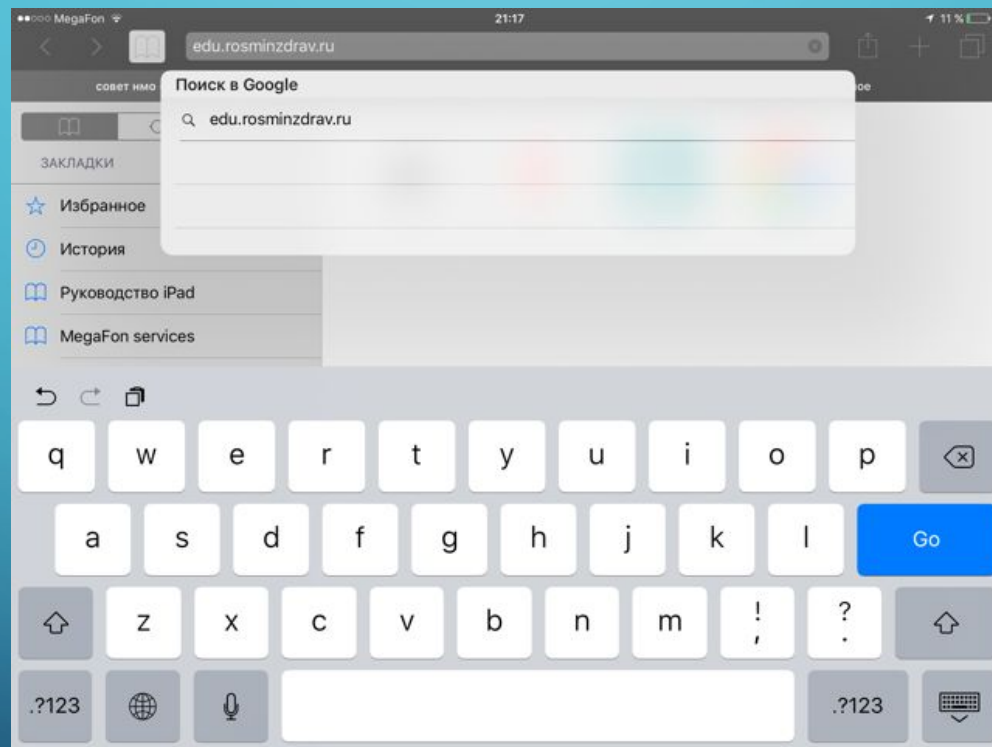 MegaFon 21:17 11 %
edu.rosminzdrav.ru
совет нмо
Поиск в Google
edu.rosminzdrav.ru
ЗАКЛАДКИ
Избранное
История
Руководство iPad
MegaFon services
q w e r t y u i o p
a s d f g h j k l Go
z x c v b n m ! , ? .
.?123 .?123